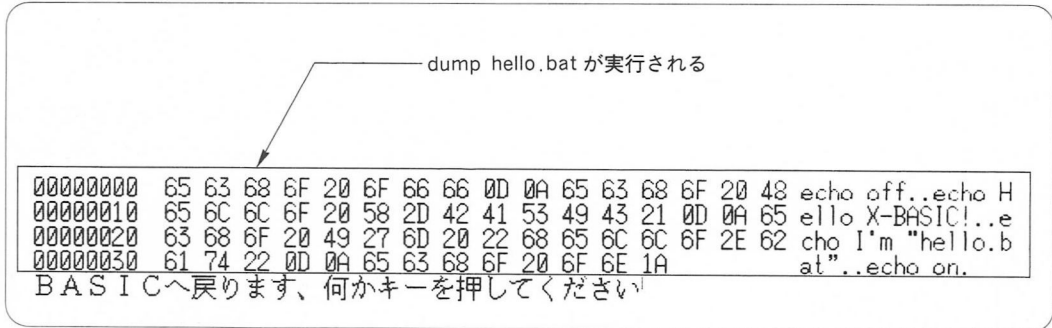 dump hello.bat が実行される
00000000 65 63 68 6F 20 6F 66 66 0D 0A 65 63 68 6F 20 48 echo off..echo H
00000010 65 6C 6C 6F 20 58 2D 42 41 53 49 43 21 0D 0A 65 ello X-BASIC!..e
00000020 63 68 6F 20 49 27 6D 20 22 68 65 6C 6C 6F 2E 62 cho I'm "hello.b
00000030 61 74 22 0D 0A 65 63 68 6F 20 6F 6E 1A at"..echo on.
ＢＡＳＩＣへ戻ります、何かキーを押してください